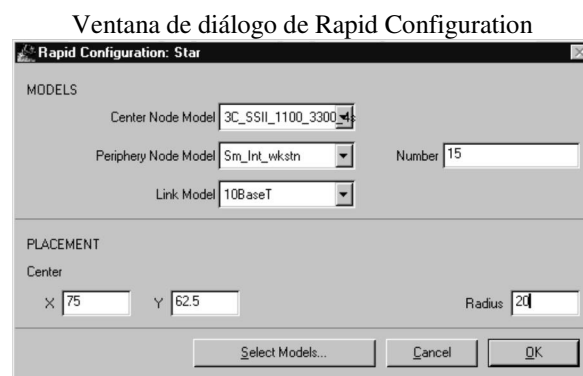 Ventana de diálogo de Rapid Configuration
Rapid Configuration: Star
MODELS
Center Node Model 3C_SSII_1100_3300_4s
Periphery Node Model Sm_Int_wkstn Number 15
Link Model 10BaseT
PLACEMENT
Center
X 75 Y 62.5 Radius 20
Select Models... Cancel OK